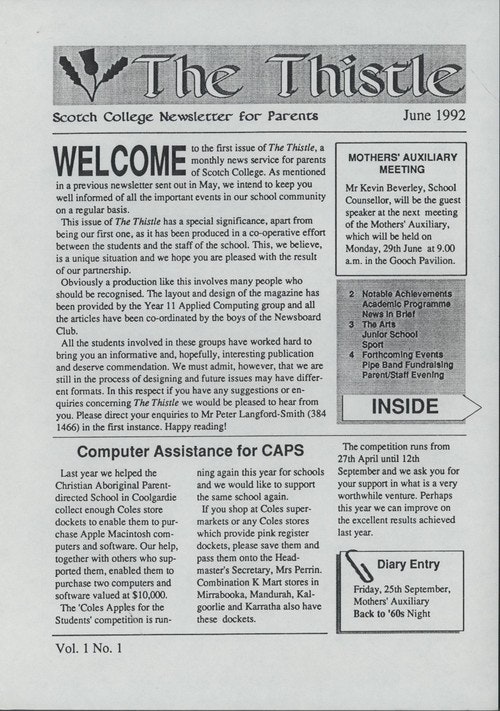 The Thistle
Scotch College Newsletter for Parents
June 1992
WELCOME to the first issue of The Thistle, a
monthly news service for parents
of Scotch College. As mentioned
in a previous newsletter sent out in May, we intend to keep you
well informed of all the important events in our school community
on a regular basis.
This issue of The Thistle has a special significance, apart from
being our first one, as it has been produced in a co-operative effort
between the students and the staff of the school. This, we believe,
is a unique situation and we hope you are pleased with the result
of our partnership.
Obviously a production like this involves many people who
should be recognised. The layout and design of the magazine has
been provided by the Year 11 Applied Computing group and all
the articles have been co-ordinated by the boys of the Newsboard
Club.
All the students involved in these groups have worked hard to
bring you an informative and, hopefully, interesting publication
and deserve commendation. We must admit, however, that we are
still in the process of designing and future issues may have differ-
ent formats. In this respect if you have any suggestions or en-
quiries concerning The Thistle we would be pleased to hear from
you. Please direct your enquiries to Mr Peter Langford-Smith (384
1466) in the first instance. Happy reading!
MOTHERS' AUXILIARY
MEETING
Mr Kevin Beverley, School
Counsellor, will be the guest
speaker at the next meeting
of the Mothers' Auxiliary,
which will be held on
Monday, 29th June at 9.00
a.m. in the Gooch Pavilion.
2 Notable Achievements
Academic Programme
News in Brief
3 The Arts
Junior School
Sport
4 Forthcoming Events
Pipe Band Fundraising
Parent/Staff Evening
INSIDE
Computer Assistance for CAPS
Last year we helped the
Christian Aboriginal Parent-
directed School in Coolgardie
collect enough Coles store
dockets to enable them to pur-
chase Apple Macintosh com-
puters and software. Our help,
together with others who sup-
ported them, enabled them to
purchase two computers and
software valued at $10,000.
The 'Coles Apples for the
Students' competition is run-
ning again this year for schools
and we would like to support
the same school again.
If you shop at Coles super-
markets or any Coles stores
which provide pink register
dockets, please save them and
pass them onto the Head-
master's Secretary, Mrs Perrin.
Combination K Mart stores in
Mirrabooka, Mandurah, Kal-
goorlie and Karratha also have
these dockets.
The competition runs from
27th April until 12th
September and we ask you for
your support in what is a very
worthwhile venture. Perhaps
this year we can improve on
the excellent results achieved
last year.
Diary Entry
Friday, 25th September,
Mothers' Auxiliary
Back to '60s Night
Vol. 1 No. 1